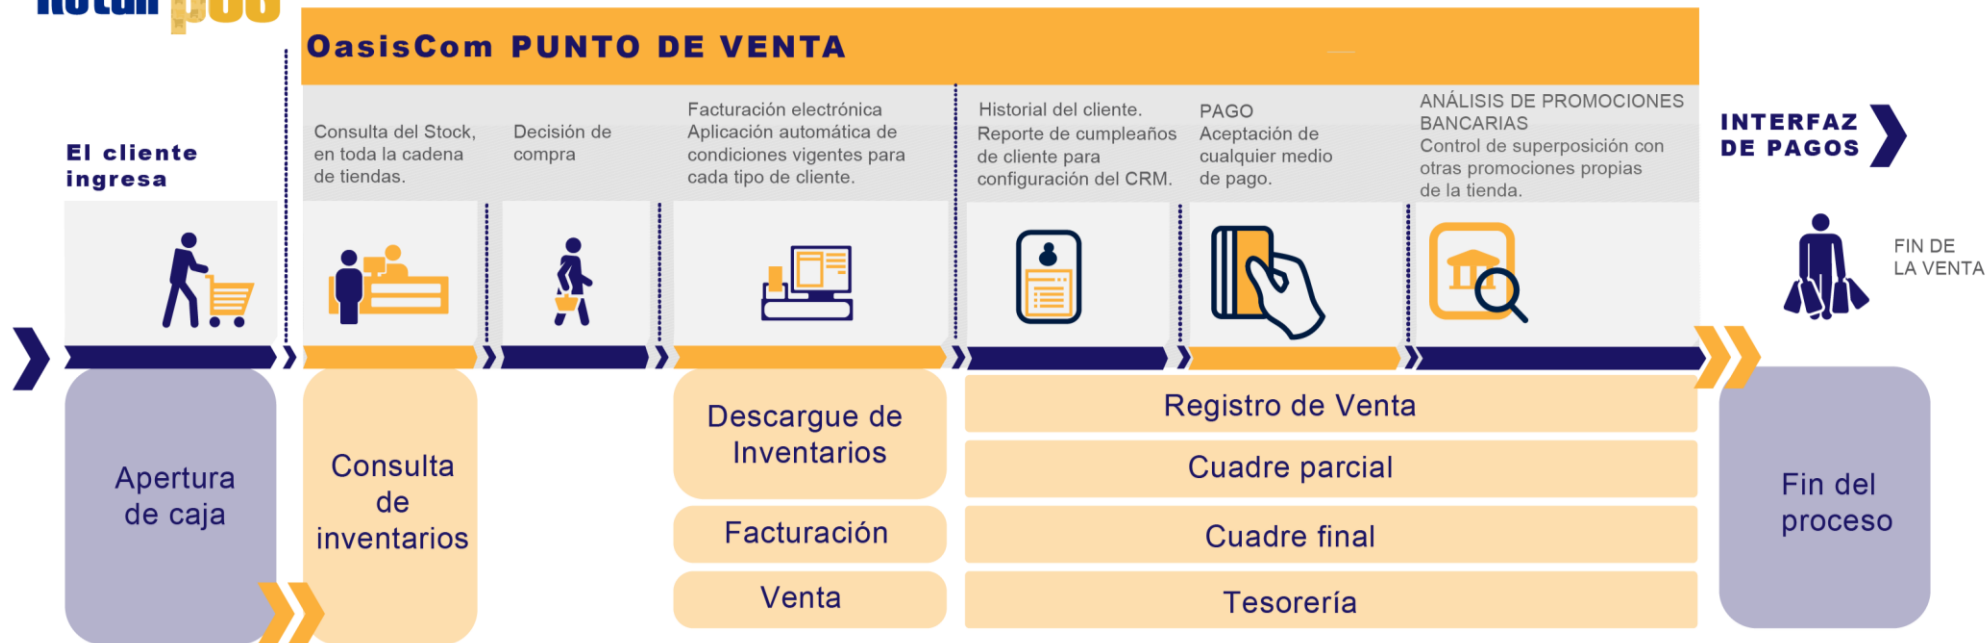 Retail pos
OasisCom PUNTO DE VENTA
El cliente
ingresa
Consulta del Stock,
en toda la cadena
de tiendas.
Decisión de
compra
Facturación electrónica
Aplicación automática de
condiciones vigentes para
cada tipo de cliente.
Historial del cliente.
Reporte de cumpleaños
de cliente para
configuración del CRM.
PAGO
Aceptación de
cualquier medio
de pago.
ANÁLISIS DE PROMOCIONES
BANCARIAS
Control de superposición con
otras promociones propias
de la tienda.
INTERFAZ
DE PAGOS
FIN DE
LA VENTA
Apertura
de caja
Consulta
de
inventarios
Descargue de
Inventarios
Facturación
Venta
Registro de Venta
Cuadre parcial
Cuadre final
Tesorería
Fin del
proceso